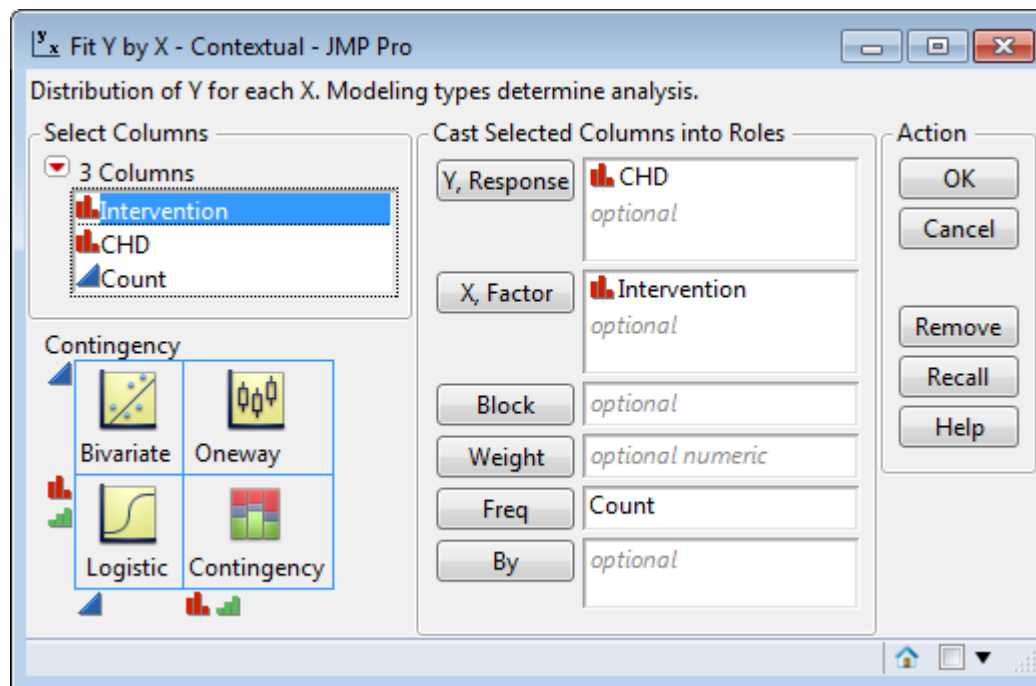 Fit Y by X - Contextual - JMP Pro
Distribution of Y for each X. Modeling types determine analysis.
Select Columns
3 Columns
Intervention
CHD
Count
Contingency
Bivariate
Oneway
Logistic
Contingency
Cast Selected Columns into Roles
Y, Response
CHD
optional
X, Factor
Intervention
optional
Block
optional
Weight
optional numeric
Freq
Count
By
optional
Action
OK
Cancel
Remove
Recall
Help